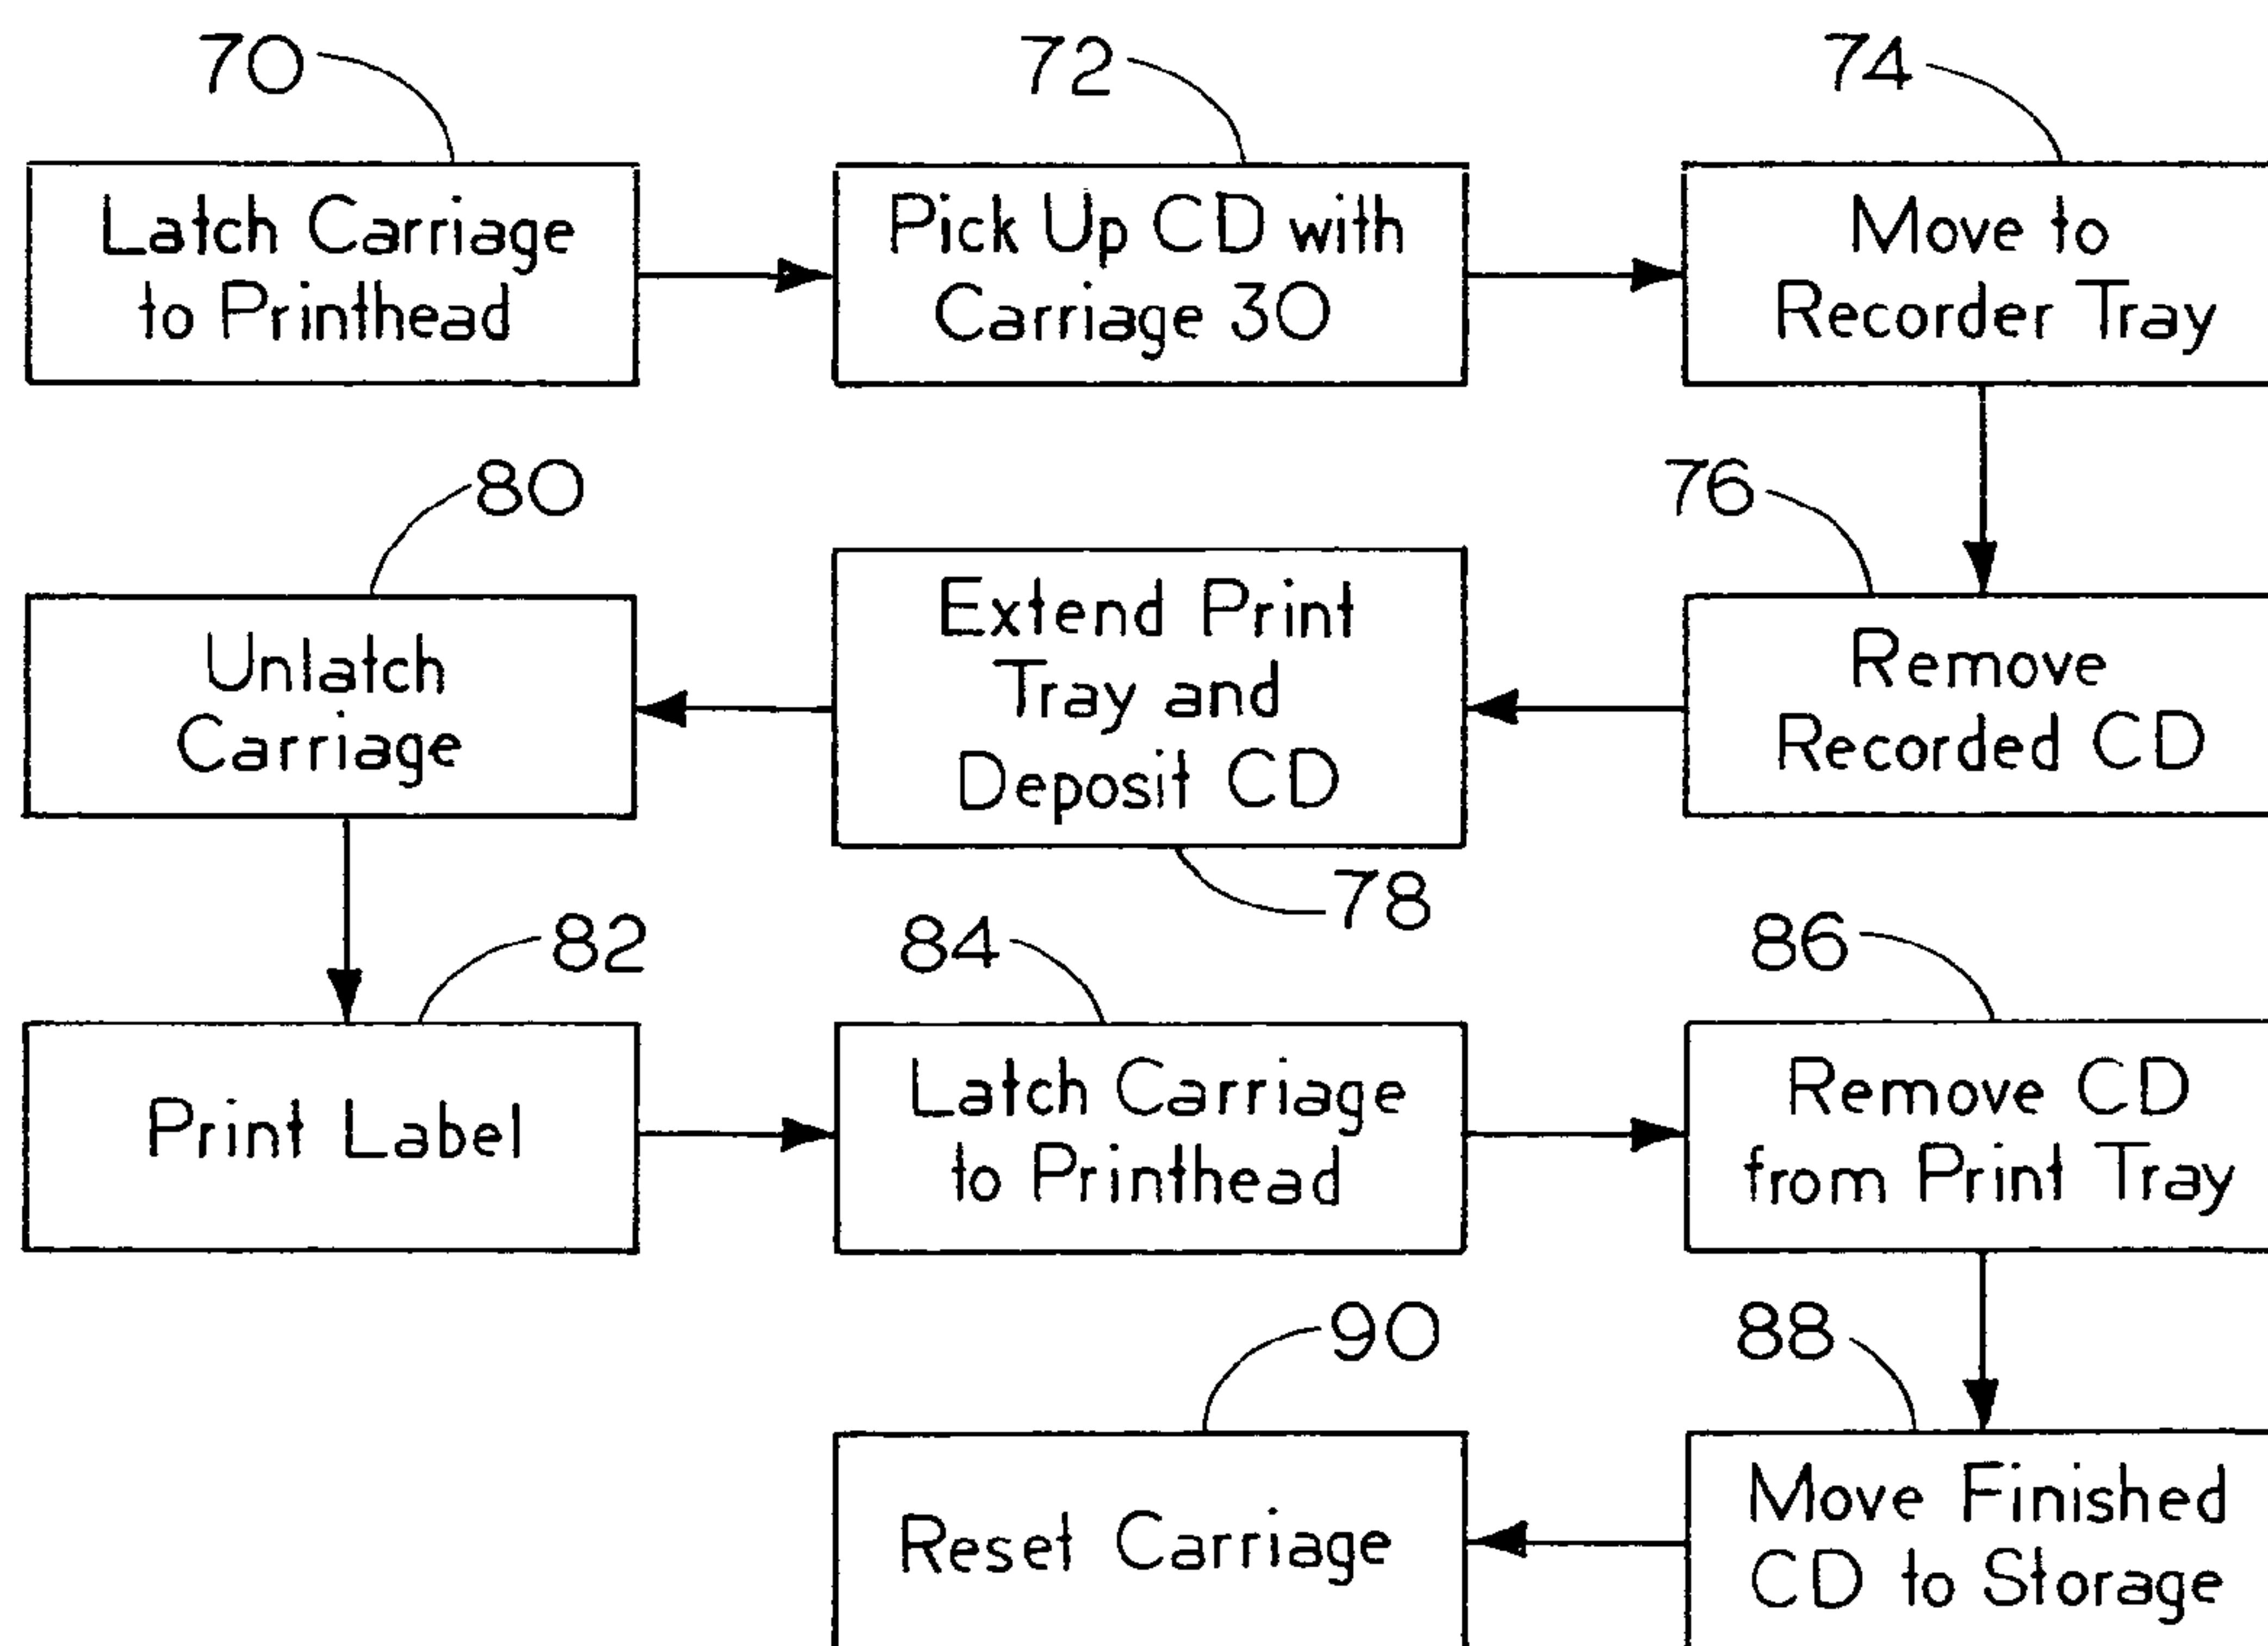 70
72
74
Latch Carriage
to Printhead
Pick Up CD with
Carriage 30
Move to
Recorder Tray
80
76
Unlatch
Carriage
Extend Print
Tray and
Deposit CD
Remove
Recorded CD
78
82
84
86
Print Label
Latch Carriage
to Printhead
Remove CD
from Print Tray
90
88
Reset Carriage
Move Finished
CD to Storage